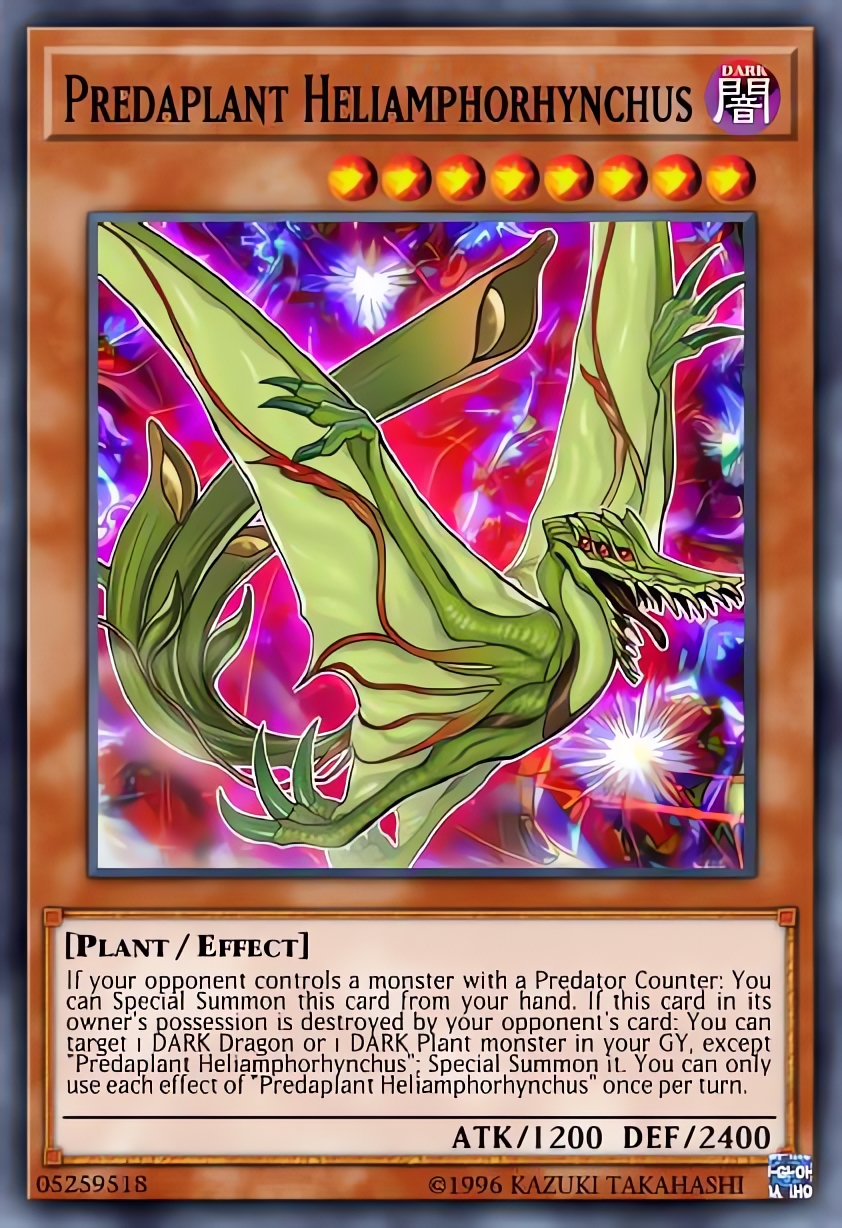 PREDAPLANT HELIAMPHORHYNCHUS
DARK
闇
[PLANT / EFFECT]
If your opponent controls a monster with a Predator Counter: You
can Special Summon this card from your hand. If this card in its
owner's possession is destroyed by your opponent's card: You can
target 1 DARK Dragon or 1 DARK Plant monster in your GY, except
"Predaplant Heliamphorhynchus"; Special Summon it. You can only
use each effect of "Predaplant Heliamphorhynchus" once per turn.
ATK/1200 DEF/2400
05259518
©1996 KAZUKI TAKAHASHI